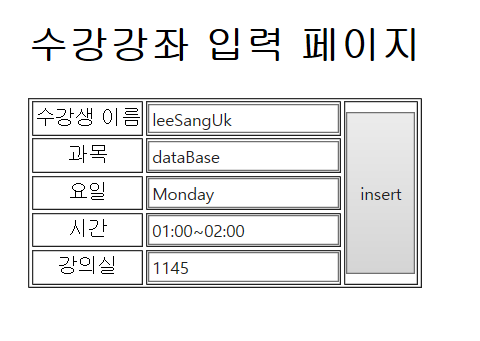 수강강좌 입력 페이지
수강생 이름 leeSangUk
과목 dataBase
요일 Monday
insert
시간 01:00~02:00
강의실 1145